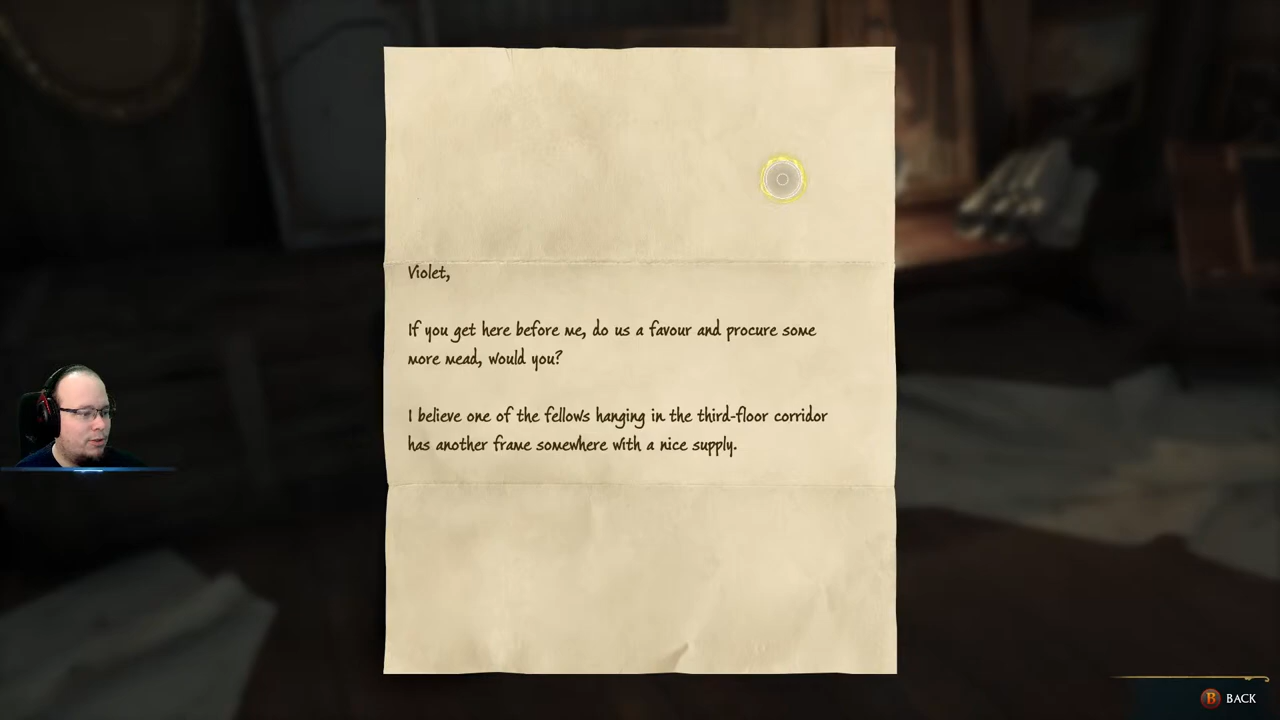 Violet,
If you get here before me, do us a favour and procure some
more mead, would you?
I believe one of the fellows hanging in the third-floor corridor
has another frame somewhere with a nice supply.
B BACK